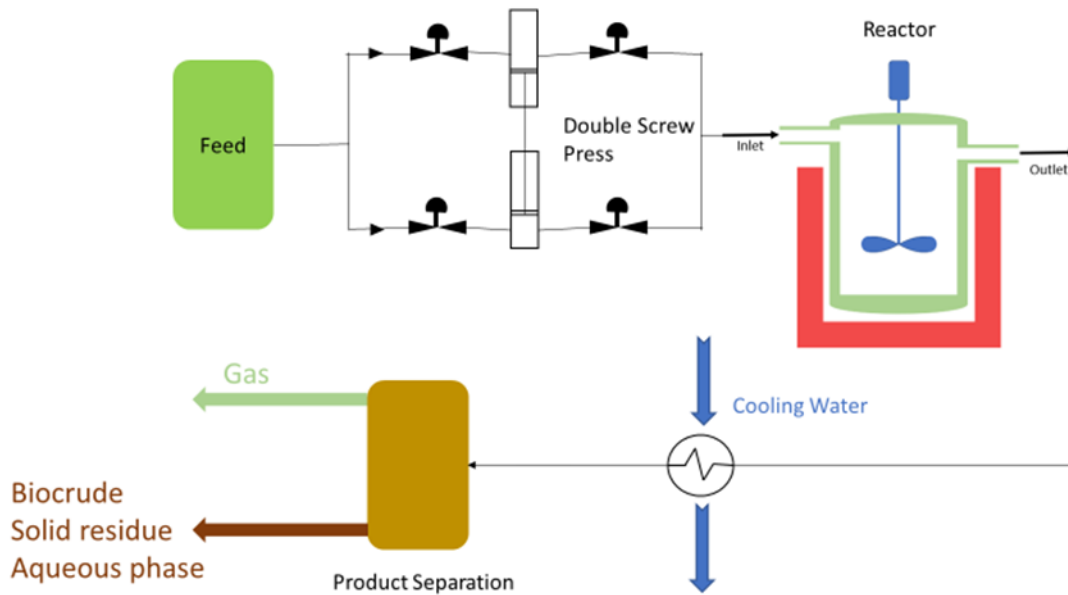 Reactor
Feed
Double Screw
Press
Inlet
Outlet
Gas
Cooling Water
Biocrude
Solid residue
Aqueous phase
Product Separation